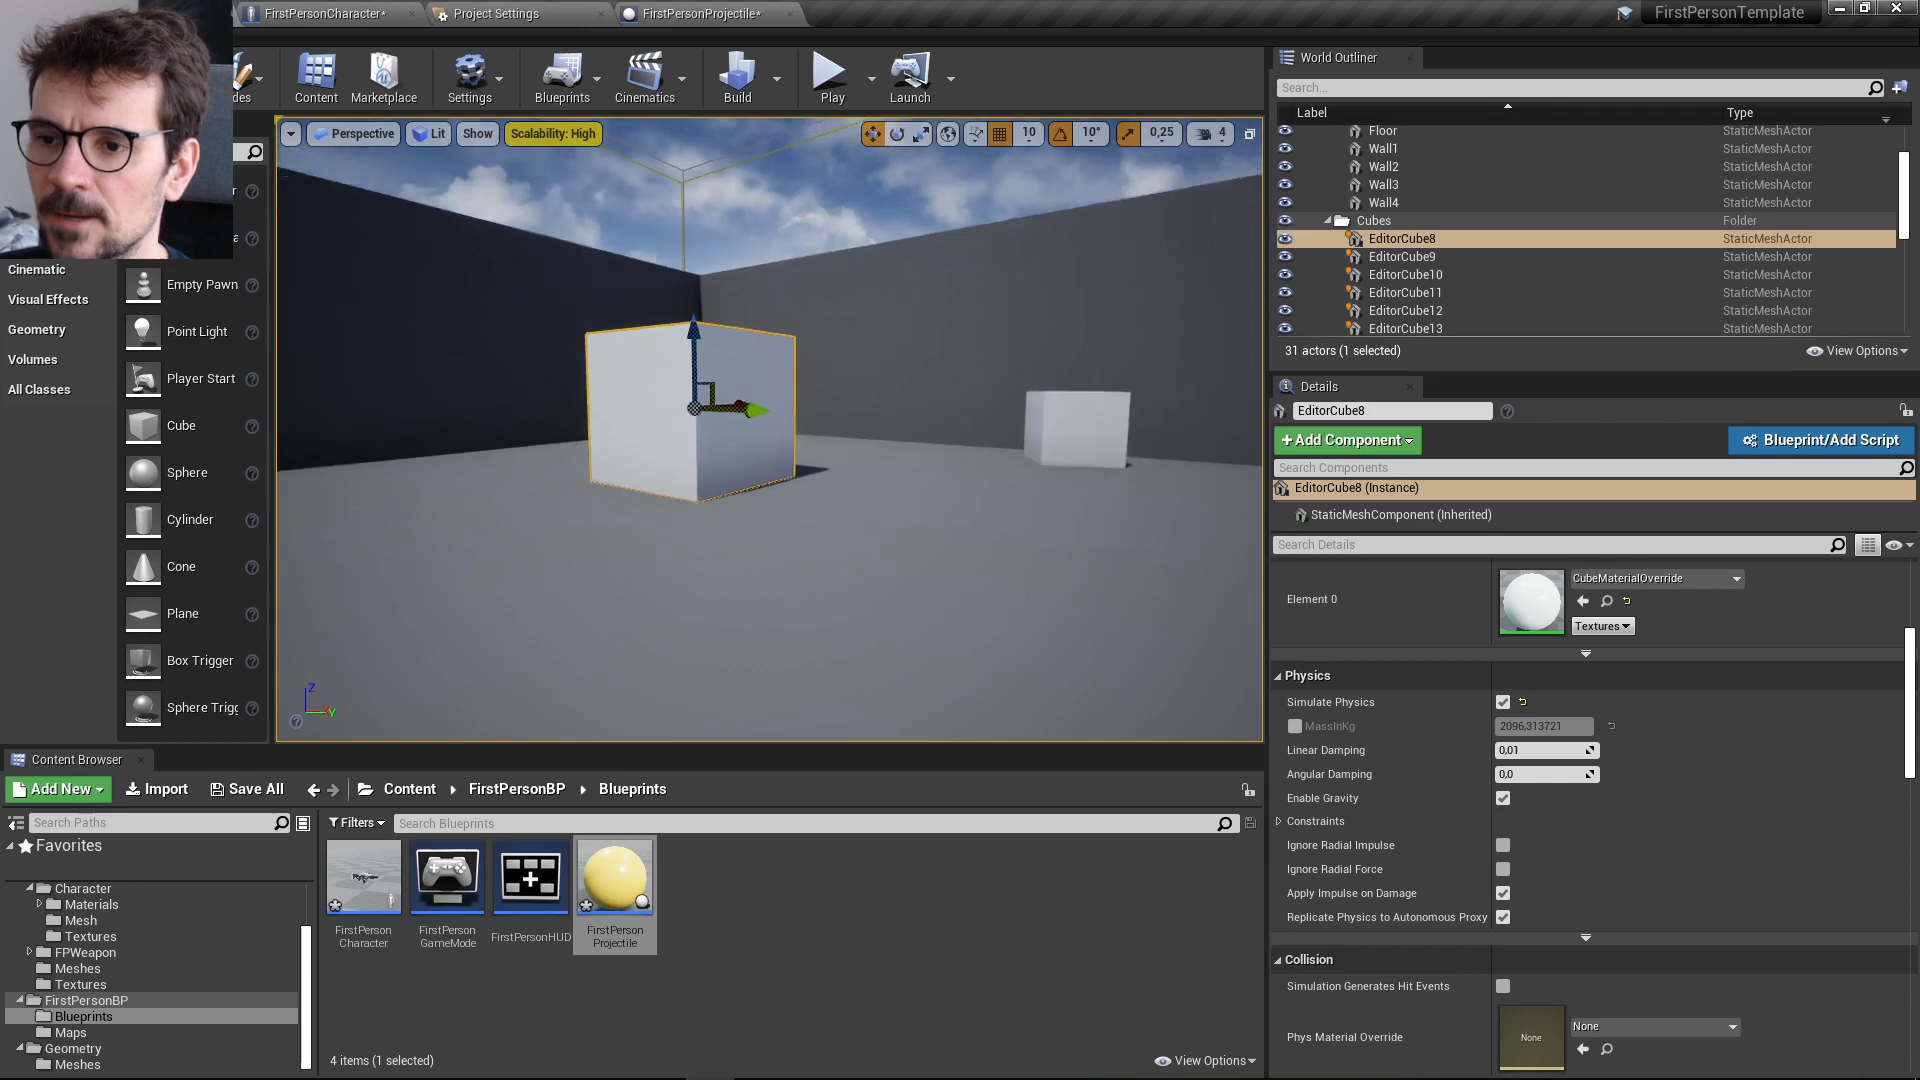 FirstPersonCharacter*
Project Settings
FirstPersonProjectile*
FirstPersonTemplate
Content
Marketplace
Settings
Blueprints
Cinematics
Build
Play
Launch
Perspective
Lit
Show
Scalability: High
10
10°
0,25
4
Cinematic
Visual Effects
Geometry
Volumes
All Classes
Empty Pawn
Point Light
Player Start
Cube
Sphere
Cylinder
Cone
Plane
Box Trigger
Sphere Trigg
Z
Y
World Outliner
Search...
Label Type
Floor StaticMeshActor
Wall1 StaticMeshActor
Wall2 StaticMeshActor
Wall3 StaticMeshActor
Wall4 StaticMeshActor
Cubes Folder
EditorCube8 StaticMeshActor
EditorCube9 StaticMeshActor
EditorCube10 StaticMeshActor
EditorCube11 StaticMeshActor
EditorCube12 StaticMeshActor
EditorCube13 StaticMeshActor
31 actors (1 selected) View Options
Details
EditorCube8
+Add Component Blueprint/Add Script
Search Components
EditorCube8 (Instance)
StaticMeshComponent (Inherited)
Search Details
Element 0 CubeMaterialOverride
Textures
Physics
Simulate Physics
MassInKg 2096,313721
Linear Damping 0,01
Angular Damping 0,0
Enable Gravity
Constraints
Ignore Radial Impulse
Ignore Radial Force
Apply Impulse on Damage
Replicate Physics to Autonomous Proxy
Collision
Simulation Generates Hit Events
Phys Material Override None None
Content Browser
Add New Import Save All Content FirstPersonBP Blueprints
Search Paths
Favorites
Character
Materials
Mesh
Textures
FPWeapon
Meshes
Textures
FirstPersonBP
Blueprints
Maps
Geometry
Meshes
Filters Search Blueprints
FirstPerson
Character
FirstPerson
GameMode
FirstPersonHUD
FirstPerson
Projectile
4 items (1 selected) View Options